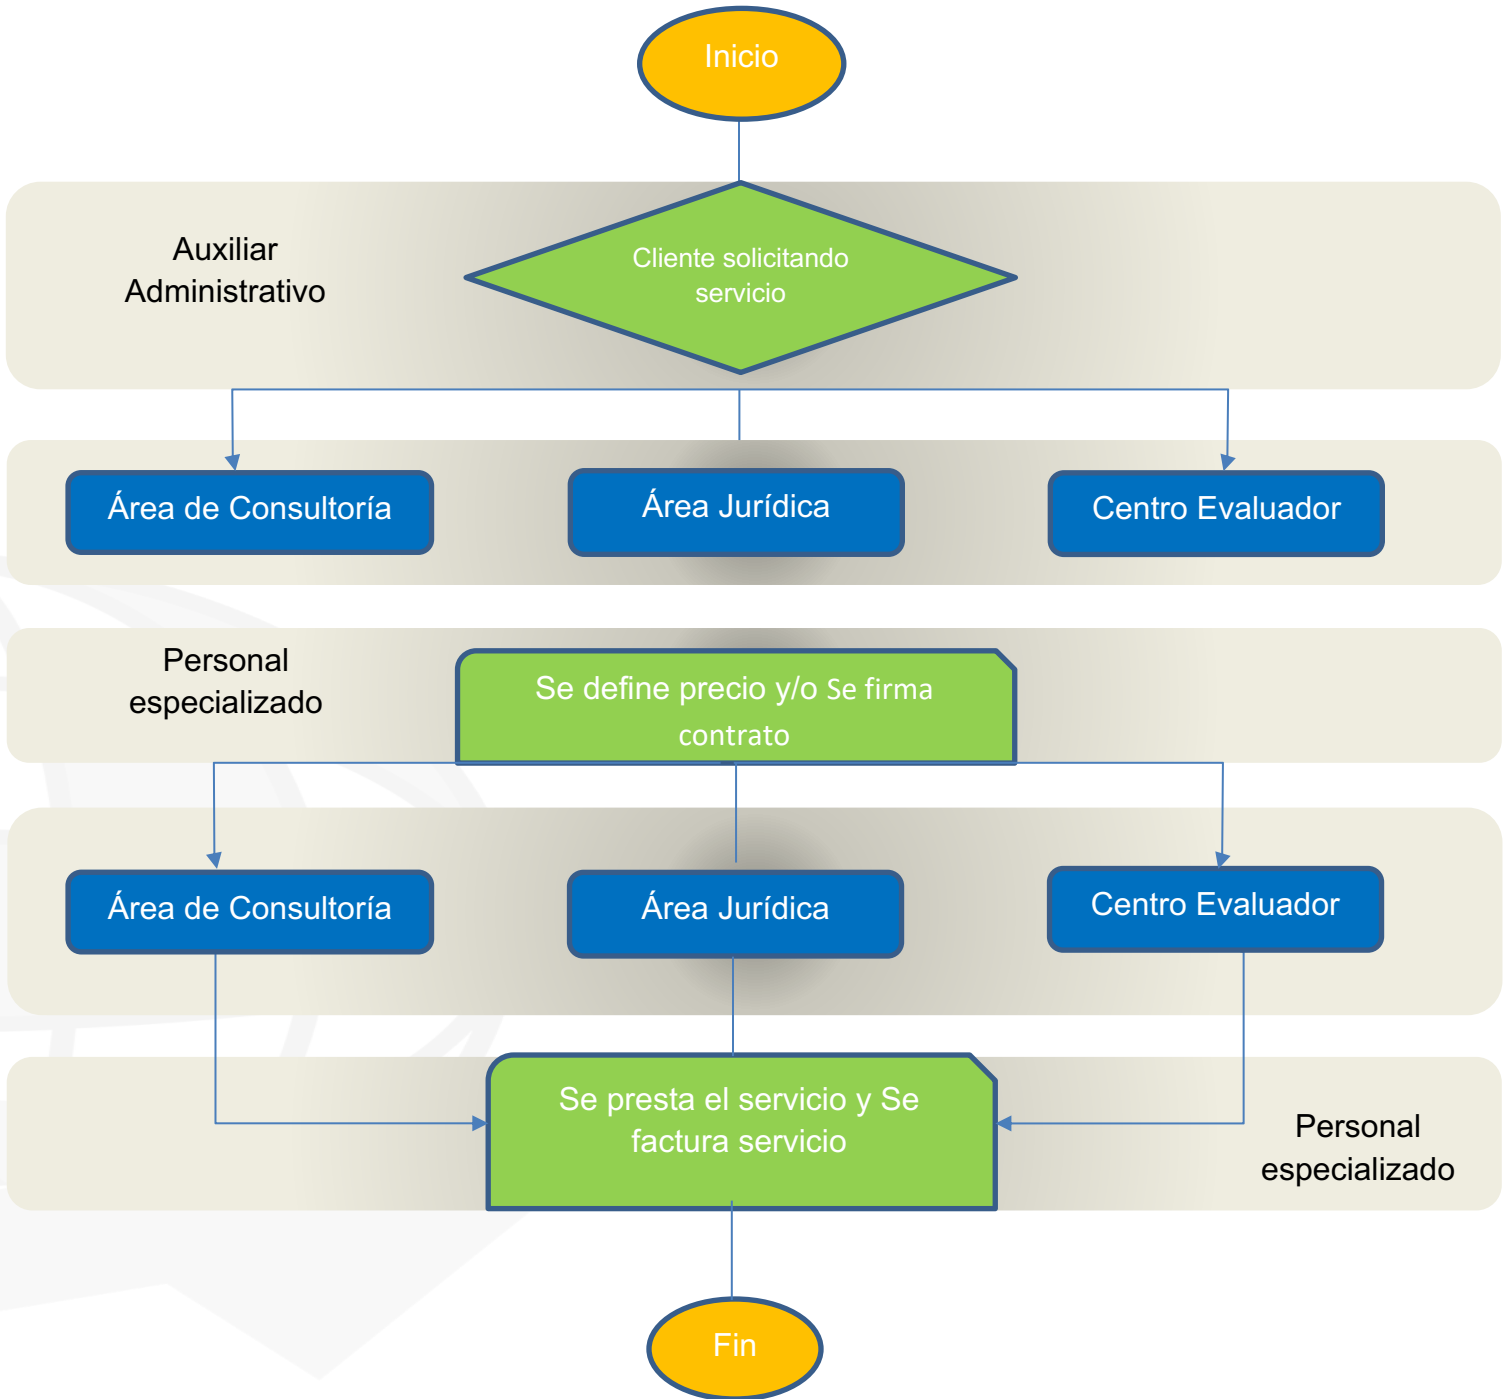 Inicio
Auxiliar
Administrativo
Cliente solicitando
servicio
Área de Consultoría
Área Jurídica
Centro Evaluador
Personal
especializado
Se define precio y/o Se firma
contrato
Área de Consultoría
Área Jurídica
Centro Evaluador
Se presta el servicio y Se
factura servicio
Personal
especializado
Fin